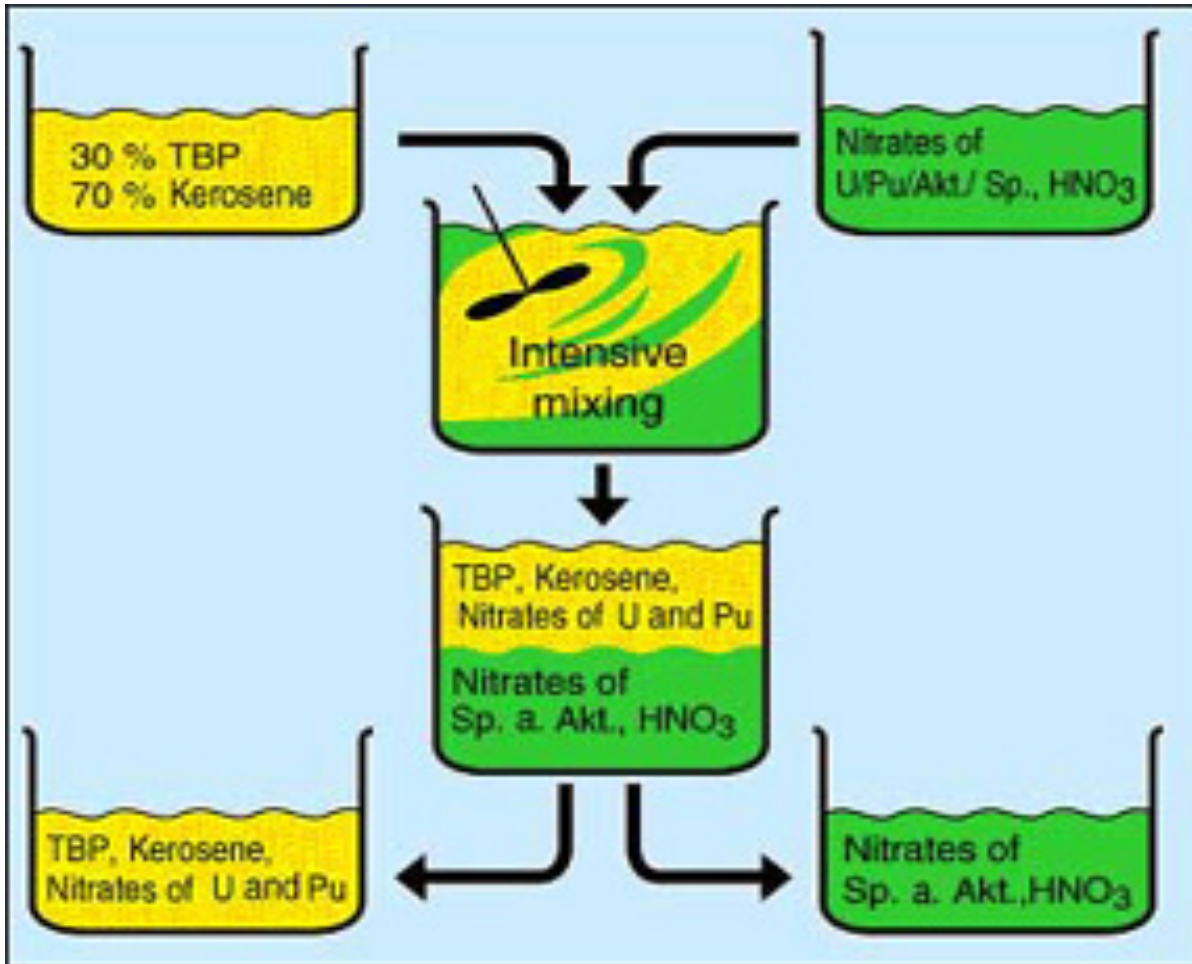 30 % TBP
70 % Kerosene
Nitrates of
U/Pu/Akt./ Sp., HNO3
Intensive
mixing
TBP, Kerosene,
Nitrates of U and Pu
Nitrates of
Sp. a. Akt., HNO3
TBP, Kerosene,
Nitrates of U and Pu
Nitrates of
Sp. a. Akt.,HNO3